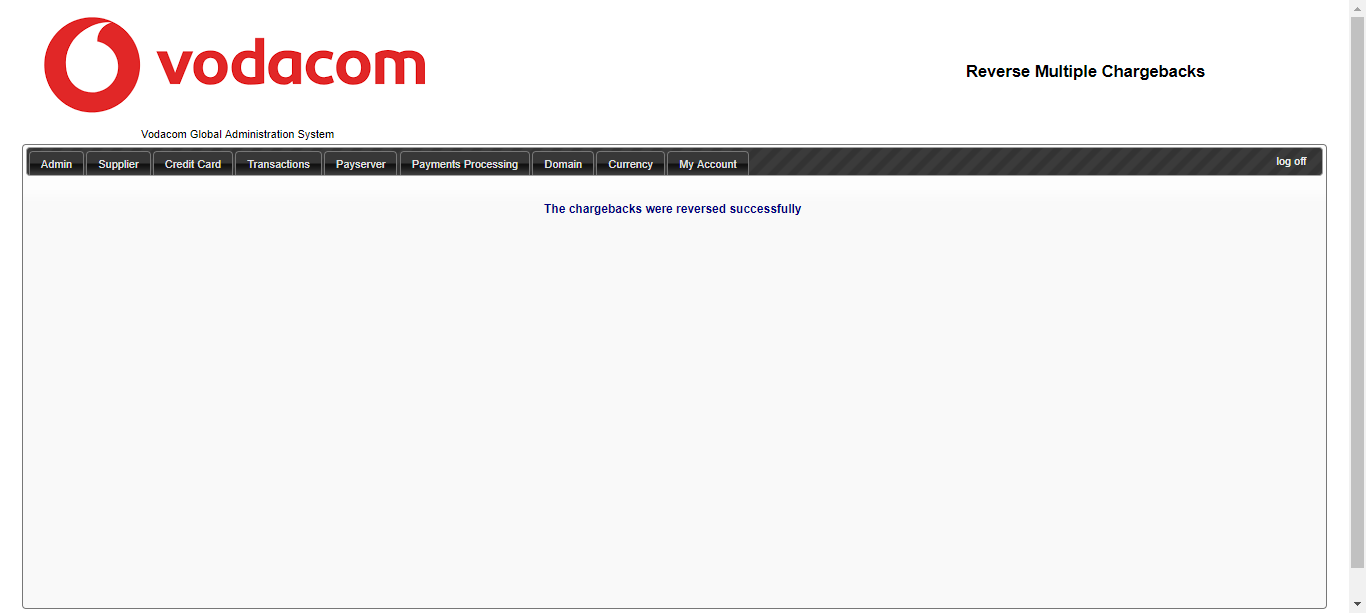 vodacom
Reverse Multiple Chargebacks
Vodacom Global Administration System
Admin Supplier Credit Card Transactions Payserver Payments Processing Domain Currency My Account log off
The chargebacks were reversed successfully